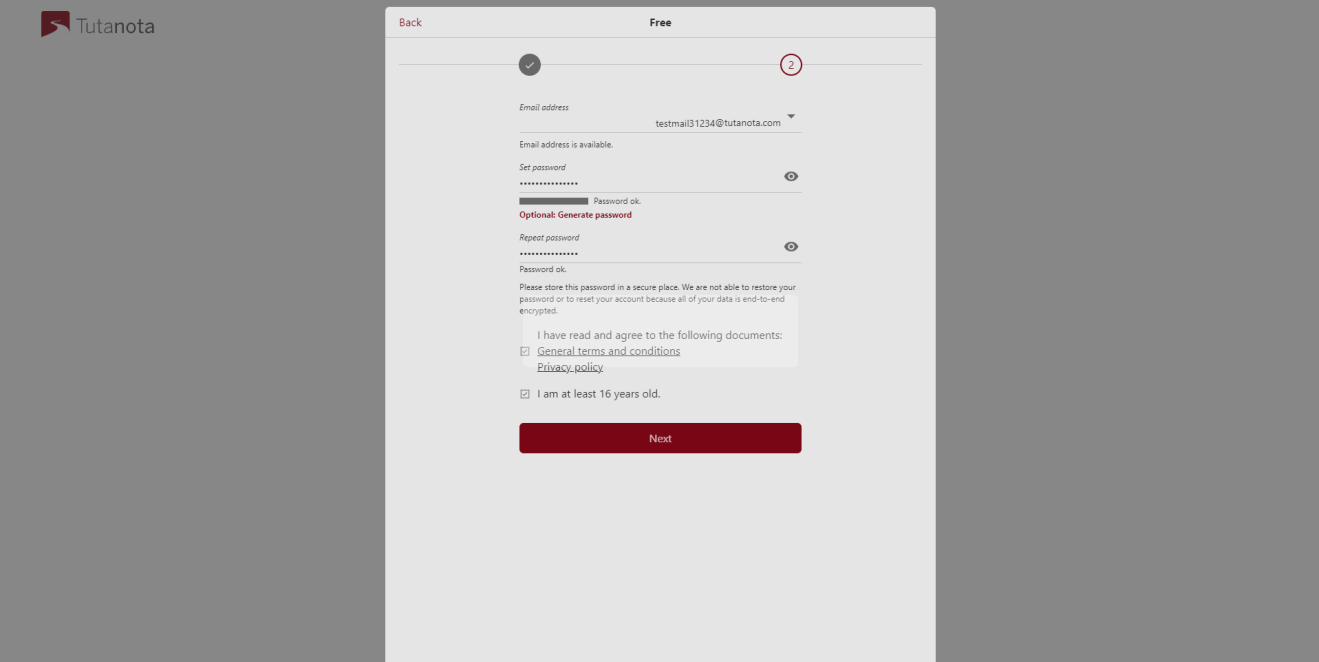 Tutanota
Back
Free
2
Email address
testmail31234@tutanota.com
Email address is available.
Set password
•••••••••••••••
Password ok.
Optional: Generate password
Repeat password
•••••••••••••••
Password ok.
Please store this password in a secure place. We are not able to restore your
password or to reset your account because all of your data is end-to-end
encrypted.
I have read and agree to the following documents:
General terms and conditions
Privacy policy
I am at least 16 years old.
Next